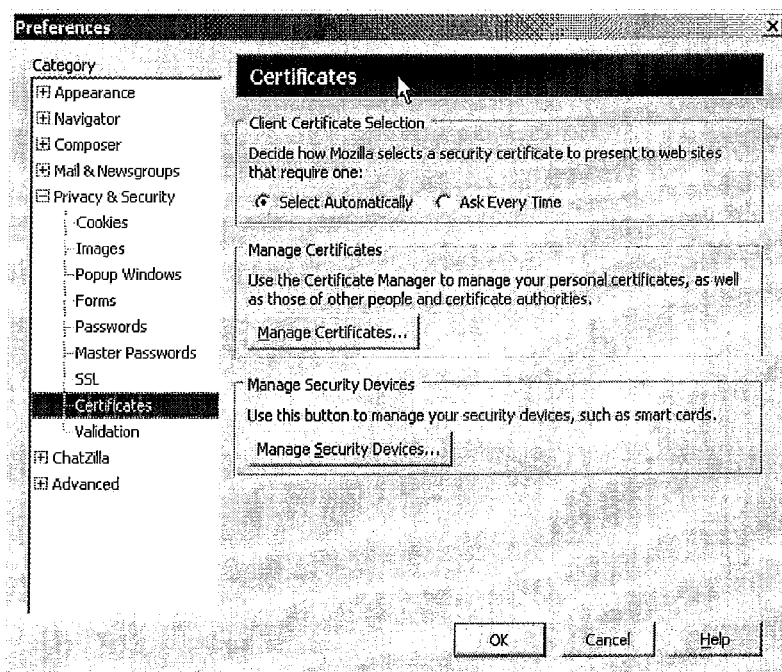 Preferences
Category
Appearance
Navigator
Composer
Mail & Newsgroups
Privacy & Security
Cookies
Images
Popup Windows
Forms
Passwords
Master Passwords
SSL
Certificates
Validation
ChatZilla
Advanced
Certificates
Client Certificate Selection
Decide how Mozilla selects a security certificate to present to web sites
that require one:
Select Automatically Ask Every Time
Manage Certificates
Use the Certificate Manager to manage your personal certificates, as well
as those of other people and certificate authorities.
Manage Certificates...
Manage Security Devices
Use this button to manage your security devices, such as smart cards.
Manage Security Devices...
OK Cancel Help